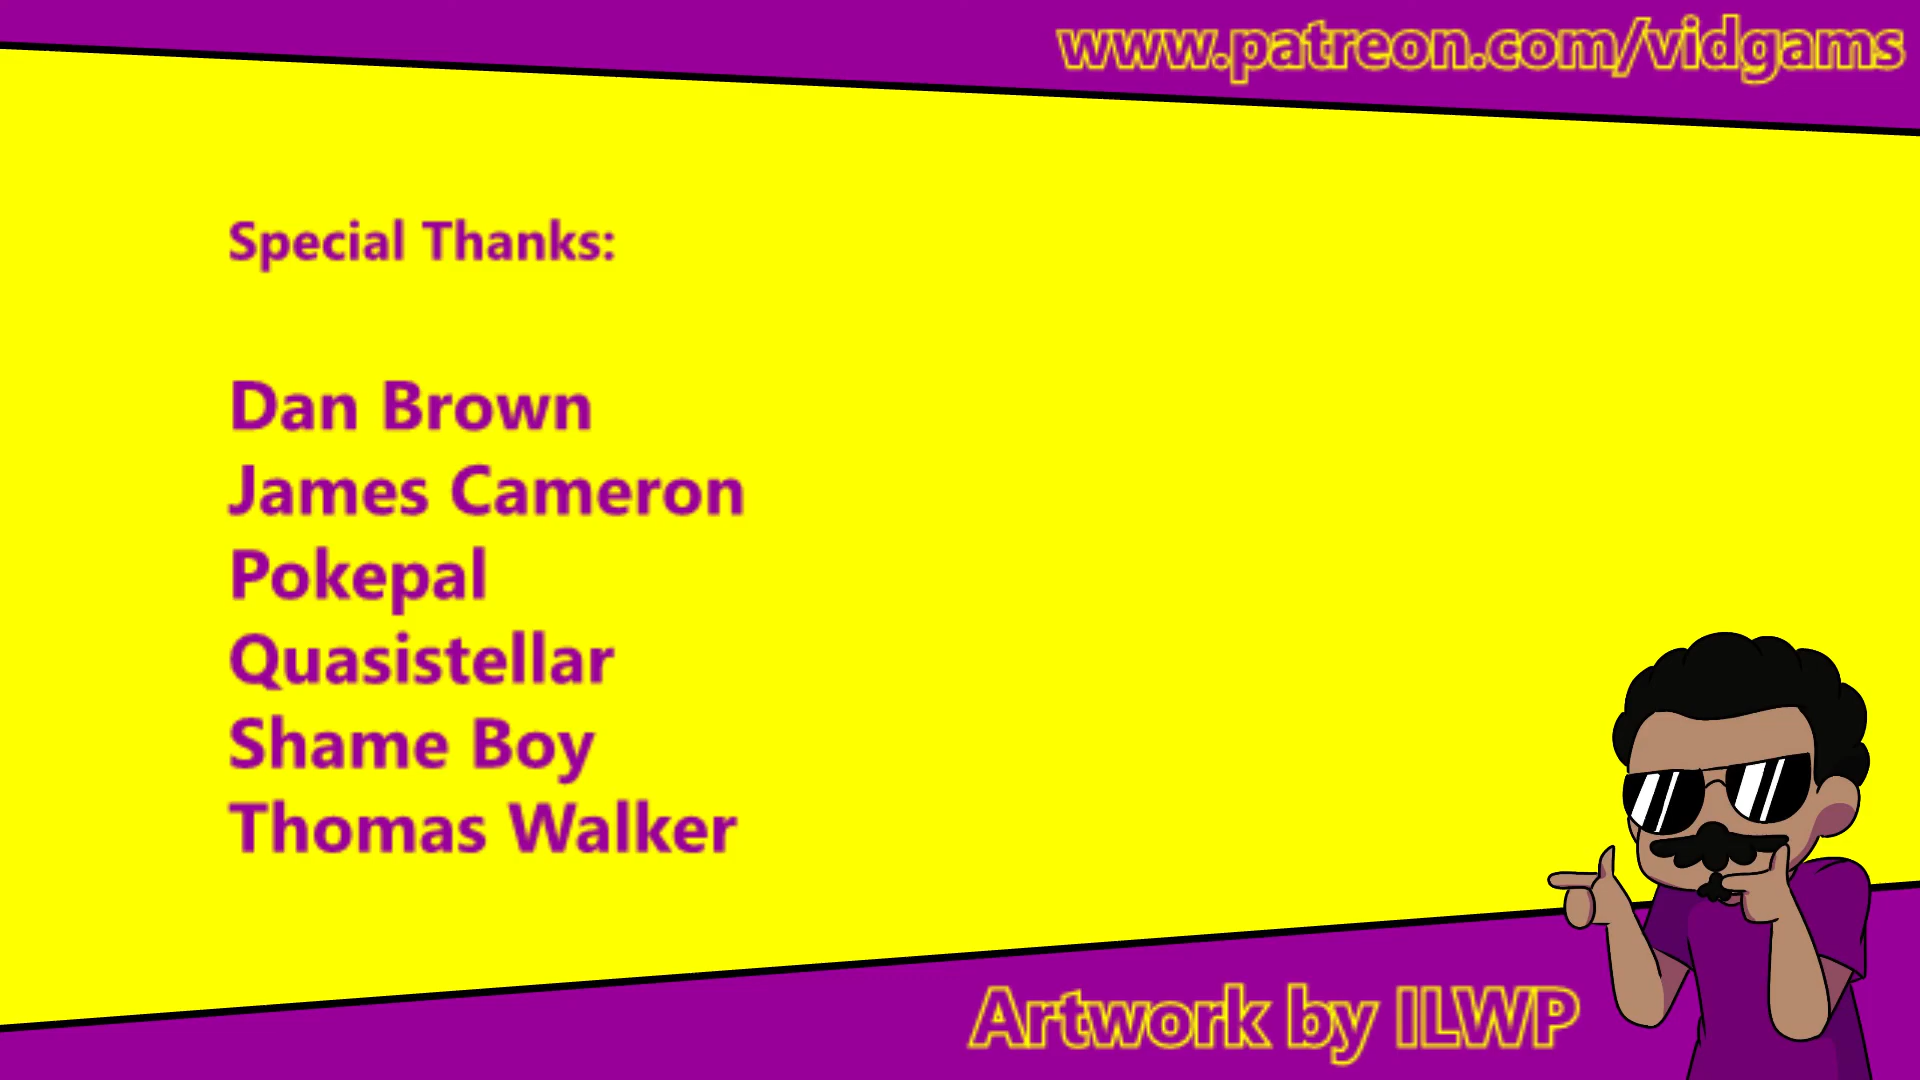 www.patreon.com/vidgams
Special Thanks:
Dan Brown
James Cameron
Pokepal
Quasistellar
Shame Boy
Thomas Walker
Artwork by ILWP